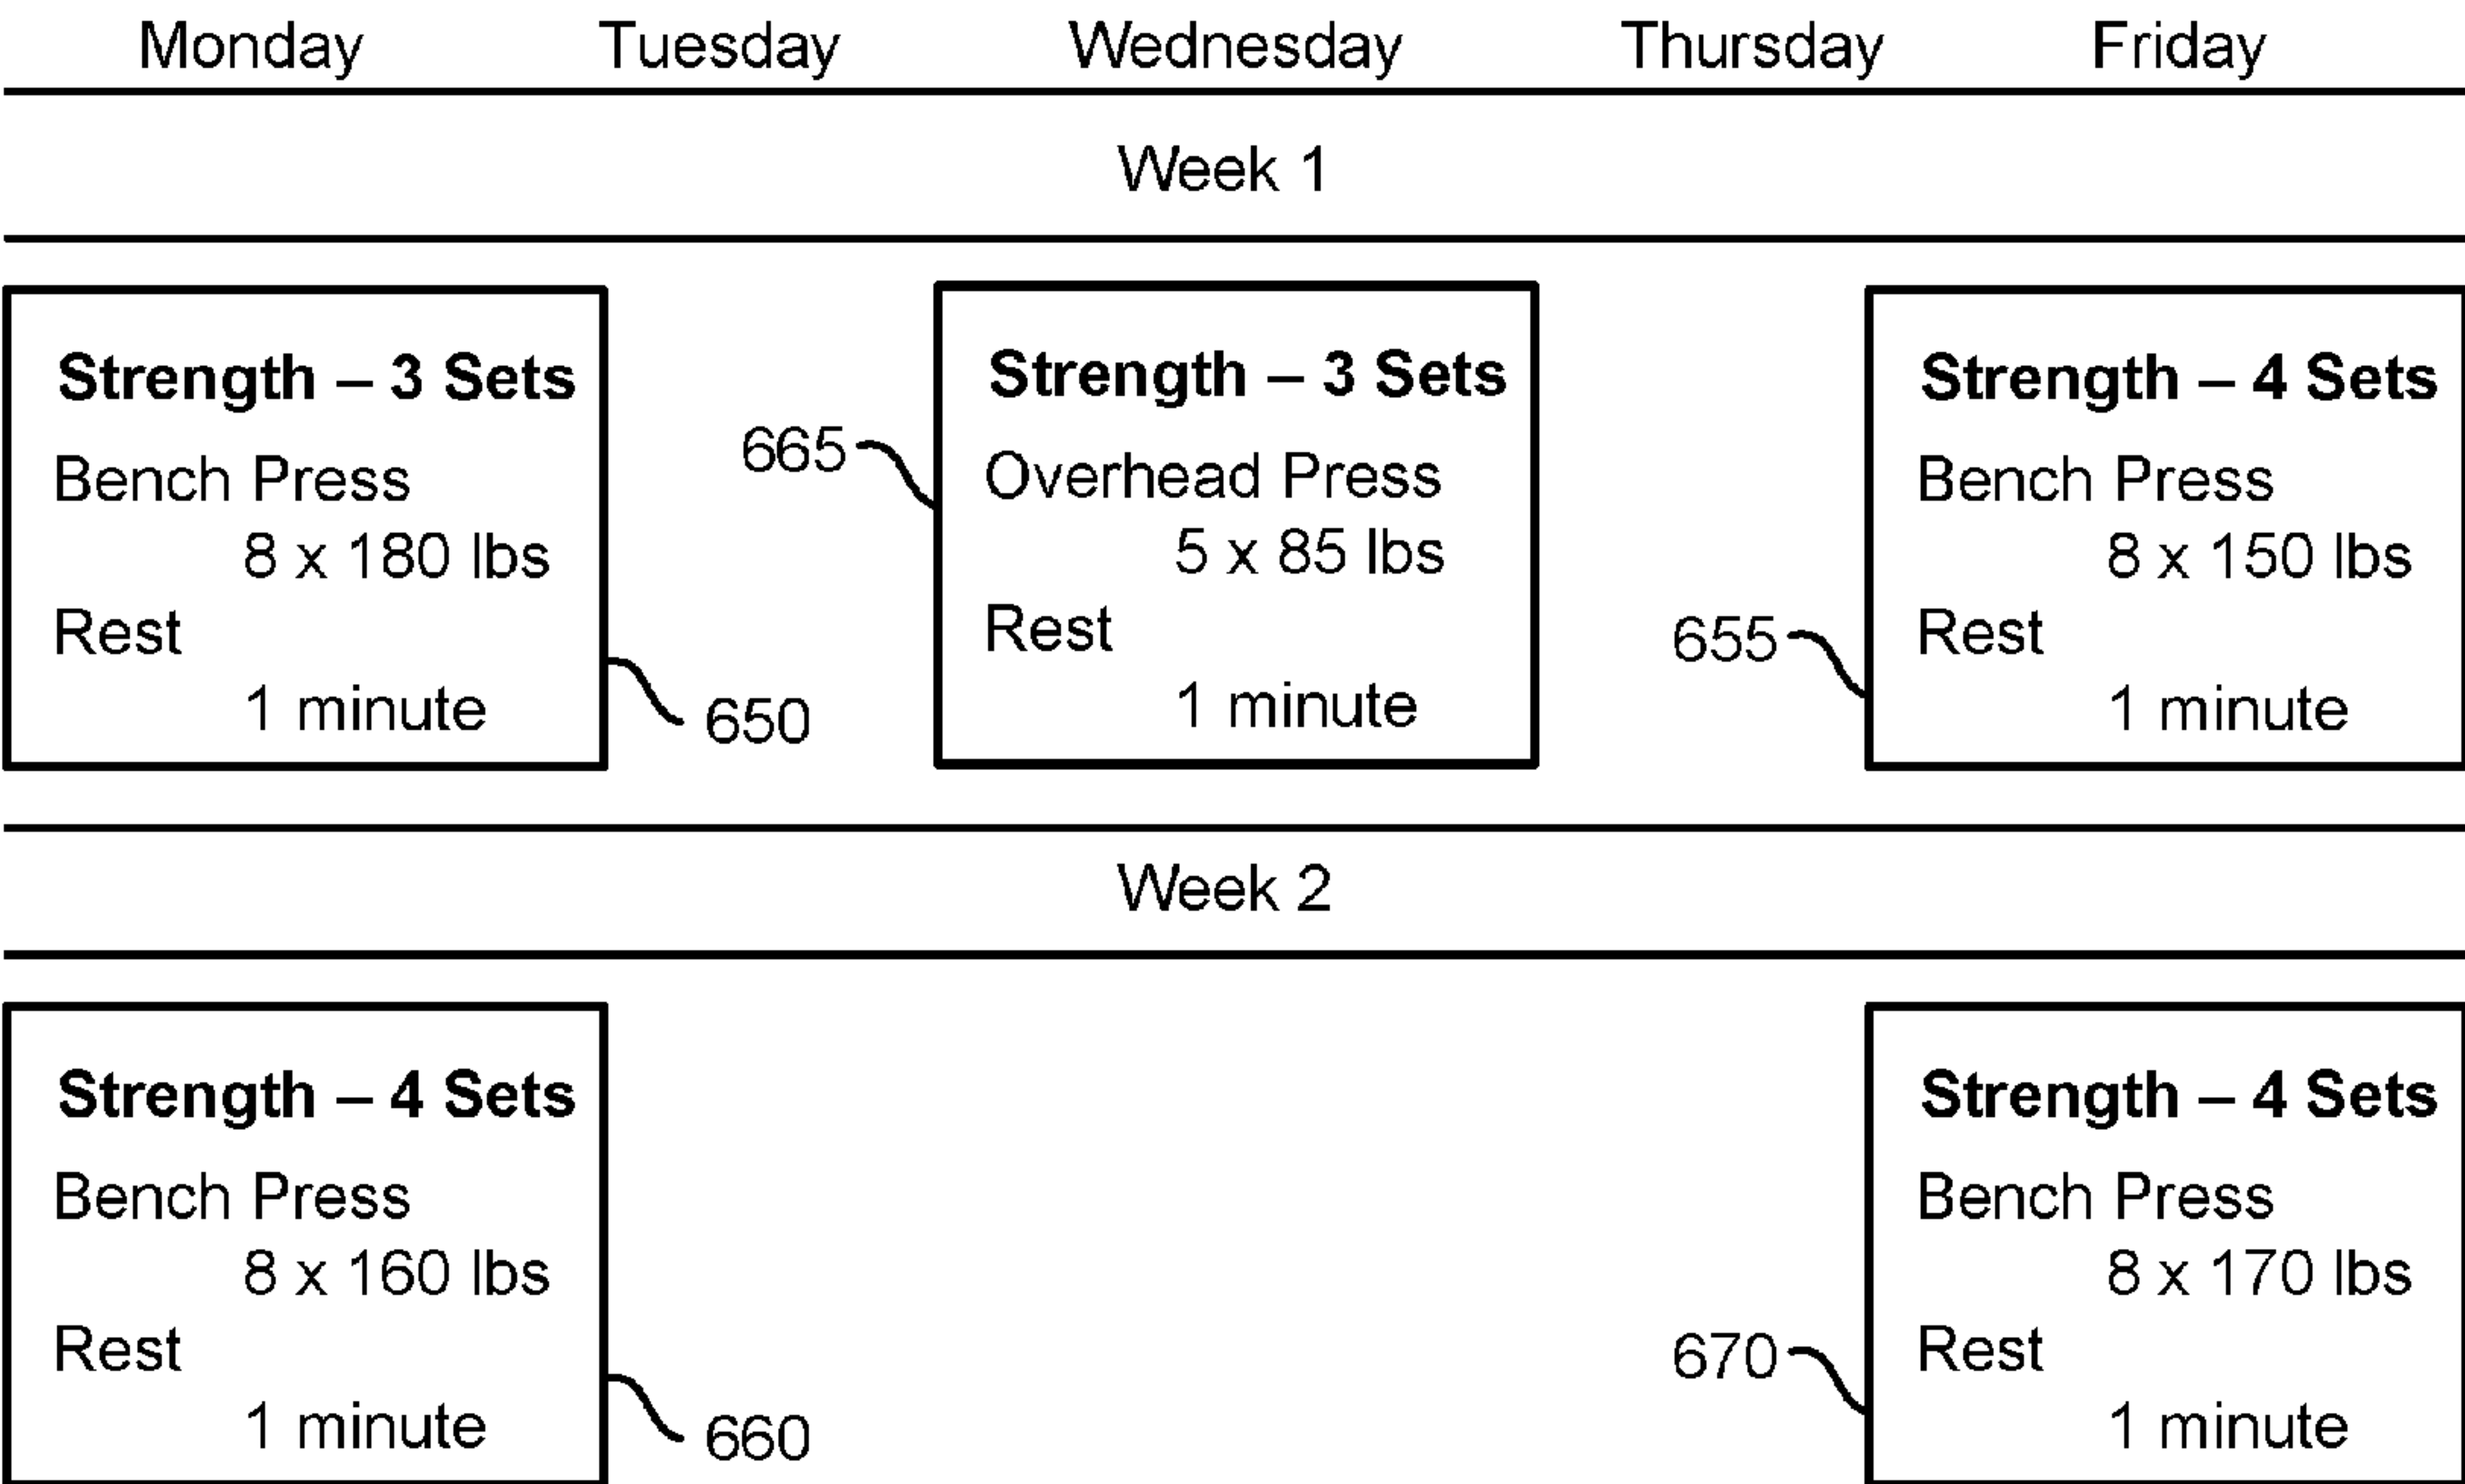 Monday Tuesday Wednesday Thursday Friday
Week 1
Strength – 3 Sets
Bench Press
8 x 180 lbs
Rest
1 minute
650
665
Strength – 3 Sets
Overhead Press
5 x 85 lbs
Rest
1 minute
655
Strength – 4 Sets
Bench Press
8 x 150 lbs
Rest
1 minute
Week 2
Strength – 4 Sets
Bench Press
8 x 160 lbs
Rest
1 minute
660
670
Strength – 4 Sets
Bench Press
8 x 170 lbs
Rest
1 minute